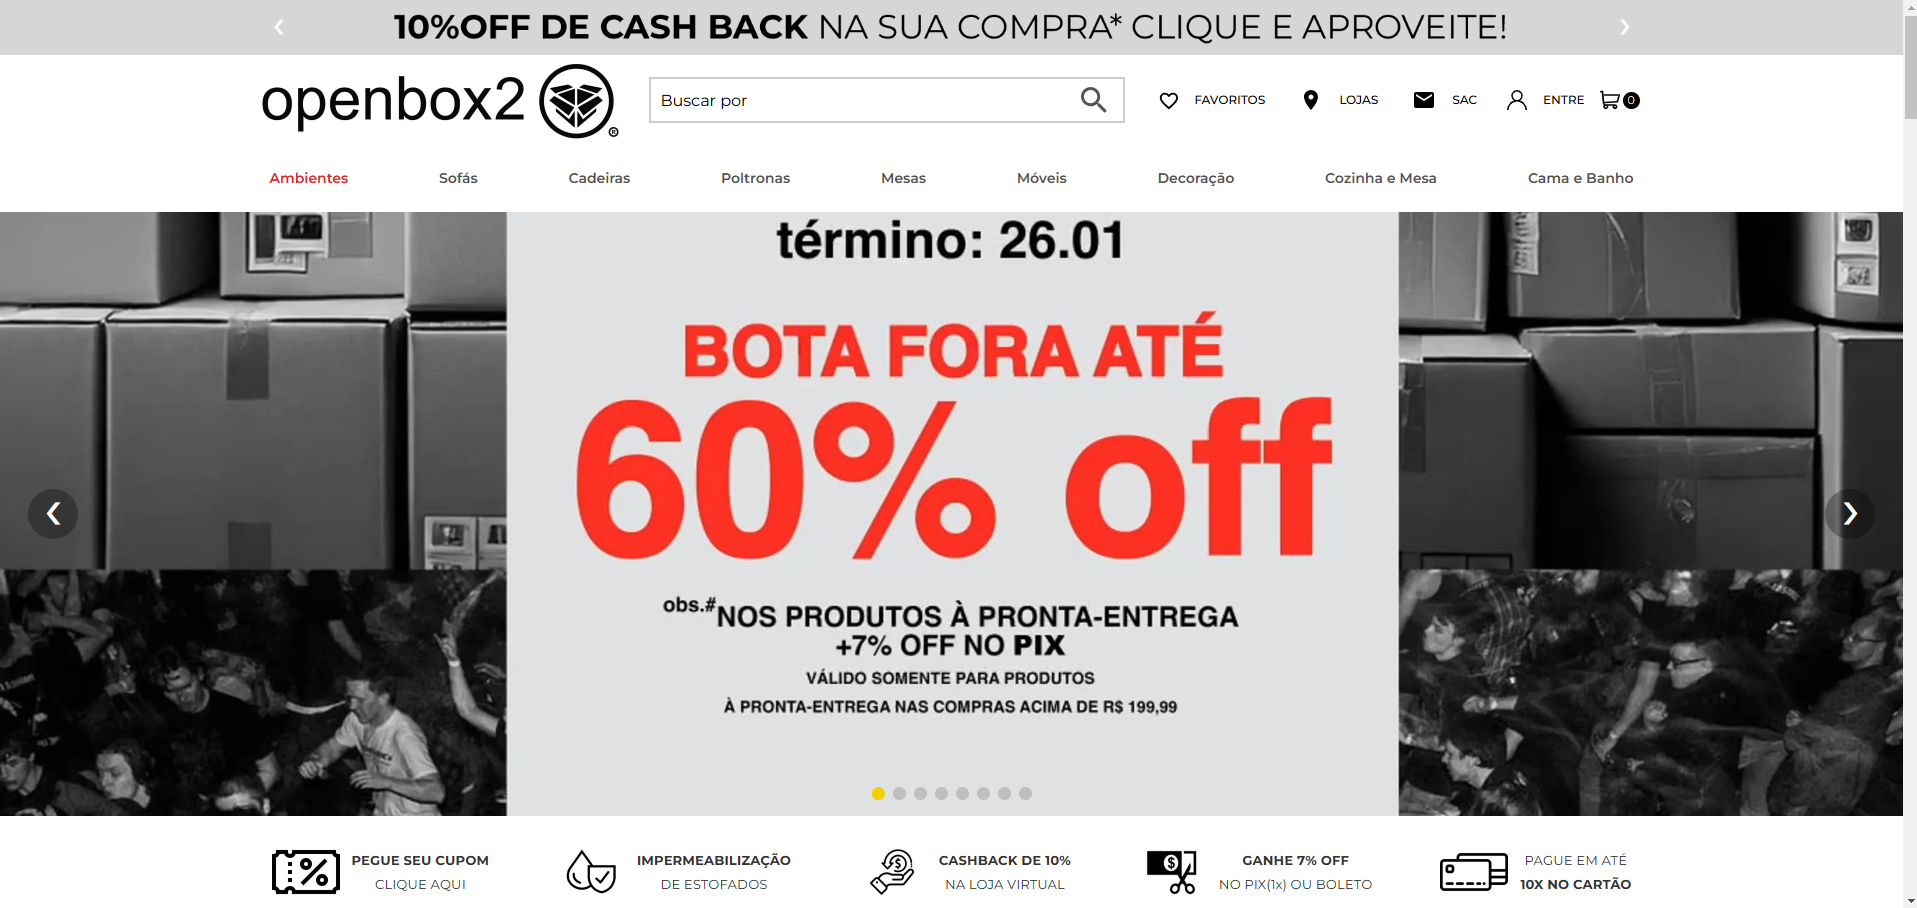 10%OFF DE CASH BACK NA SUA COMPRA* CLIQUE E APROVEITE!
openbox2 ®
Buscar por
FAVORITOS
LOJAS
SAC
ENTRE
0
Ambientes
Sofás
Cadeiras
Poltronas
Mesas
Móveis
Decoração
Cozinha e Mesa
Cama e Banho
término: 26.01
BOTA FORA ATÉ
60% off
obs.#NOS PRODUTOS À PRONTA-ENTREGA
+7% OFF NO PIX
VÁLIDO SOMENTE PARA PRODUTOS
À PRONTA-ENTREGA NAS COMPRAS ACIMA DE R$ 199,99
PEGUE SEU CUPOM
CLIQUE AQUI
IMPERMEABILIZAÇÃO
DE ESTOFADOS
CASHBACK DE 10%
NA LOJA VIRTUAL
GANHE 7% OFF
NO PIX(1x) OU BOLETO
PAGUE EM ATÉ
10X NO CARTÃO